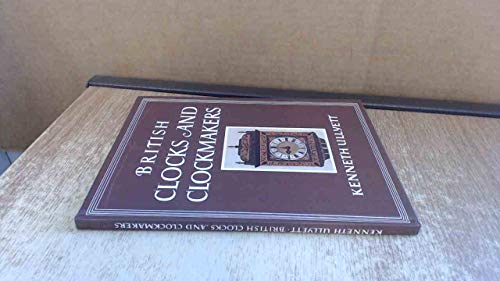 BRITISH
CLOCKS AND
CLOCKMAKERS
KENNETH ULLYETT
KENNETH ULLYETT · BRITISH CLOCKS AND CLOCKMAKERS